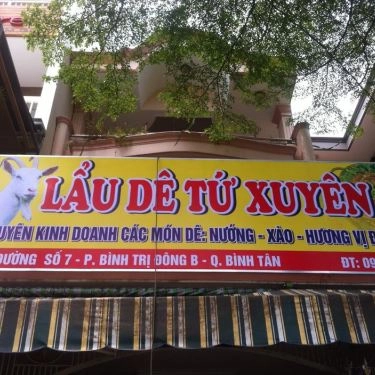 LẨU DÊ TỨ XUYÊN
UYÊN KINH DOANH CÁC MÓN DÊ: NƯỚNG - XÀO - HƯƠNG VỊ Đ
ĐƯỜNG SỐ 7 - P. BÌNH TRỊ ĐÔNG B - Q. BÌNH TÂN ĐT: 09